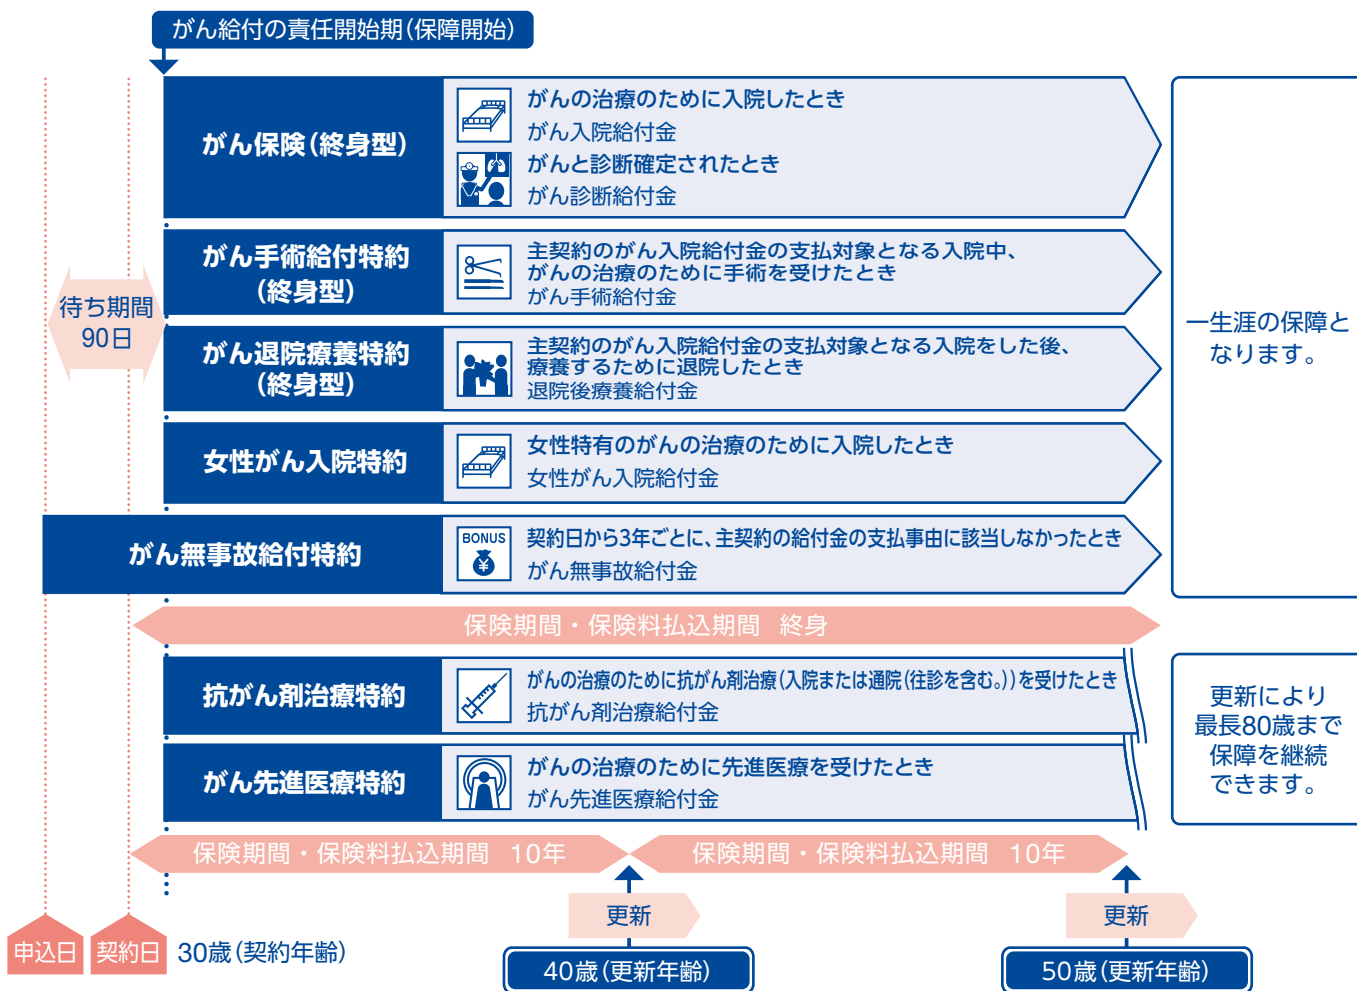 がん給付の責任開始期(保障開始)
がん保険(終身型)
がんの治療のために入院したとき
がん入院給付金
がんと診断確定されたとき
がん診断給付金
がん手術給付特約
(終身型)
主契約のがん入院給付金の支払対象となる入院中、
がんの治療のために手術を受けたとき
がん手術給付金
待ち期間
90日
がん退院療養特約
(終身型)
主契約のがん入院給付金の支払対象となる入院をした後、
療養するために退院したとき
退院後療養給付金
一生涯の保障と
なります。
女性がん入院特約
女性特有のがんの治療のために入院したとき
女性がん入院給付金
がん無事故給付特約
BONUS
¥
契約日から3年ごとに、主契約の給付金の支払事由に該当しなかったとき
がん無事故給付金
保険期間・保険料払込期間 終身
抗がん剤治療特約
がんの治療のために抗がん剤治療(入院または通院(往診を含む。))を受けたとき
抗がん剤治療給付金
がん先進医療特約
がんの治療のために先進医療を受けたとき
がん先進医療給付金
更新により
最長80歳まで
保障を継続
できます。
保険期間・保険料払込期間 10年
保険期間・保険料払込期間 10年
更新
更新
申込日
契約日
30歳(契約年齢)
40歳(更新年齢)
50歳(更新年齢)